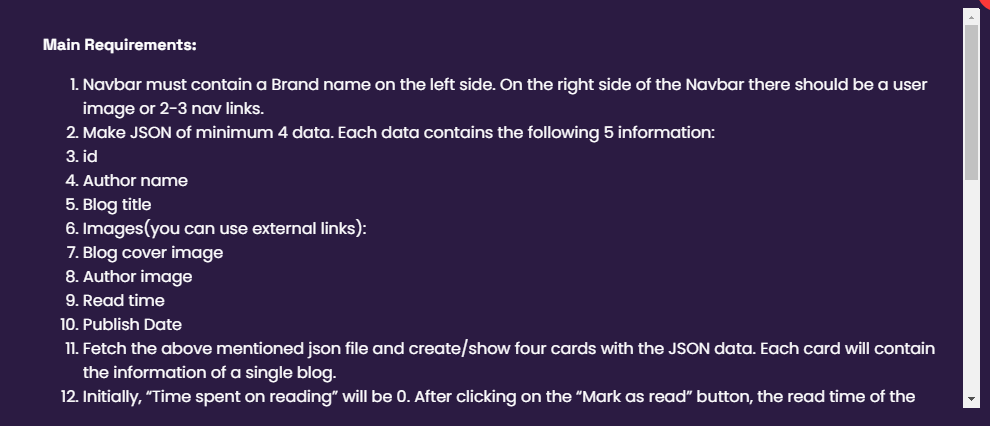 Main Requirements:
1. Navbar must contain a Brand name on the left side. On the right side of the Navbar there should be a user
image or 2-3 nav links.
2. Make JSON of minimum 4 data. Each data contains the following 5 information:
3. id
4. Author name
5. Blog title
6. Images(you can use external links):
7. Blog cover image
8. Author image
9. Read time
10. Publish Date
11. Fetch the above mentioned json file and create/show four cards with the JSON data. Each card will contain
the information of a single blog.
12. Initially, “Time spent on reading” will be 0. After clicking on the “Mark as read” button, the read time of the